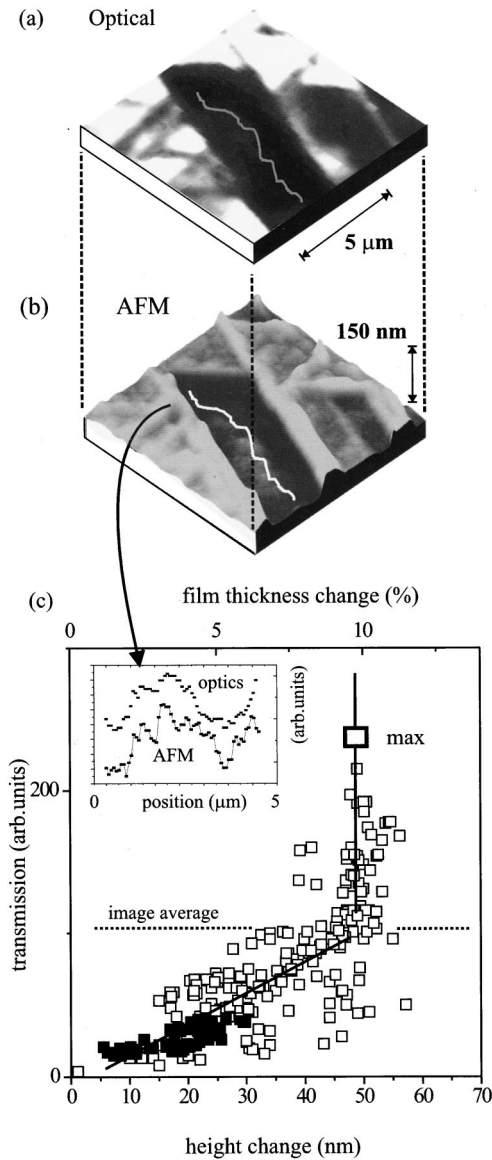 (a) Optical
5 μm
(b) AFM
150 nm
(c)
film thickness change (%)
0 5 10
optics
AFM
(arb.units)
0 5
position (μm)
max
200
transmission (arb.units)
image average
0
0 10 20 30 40 50 60 70
height change (nm)